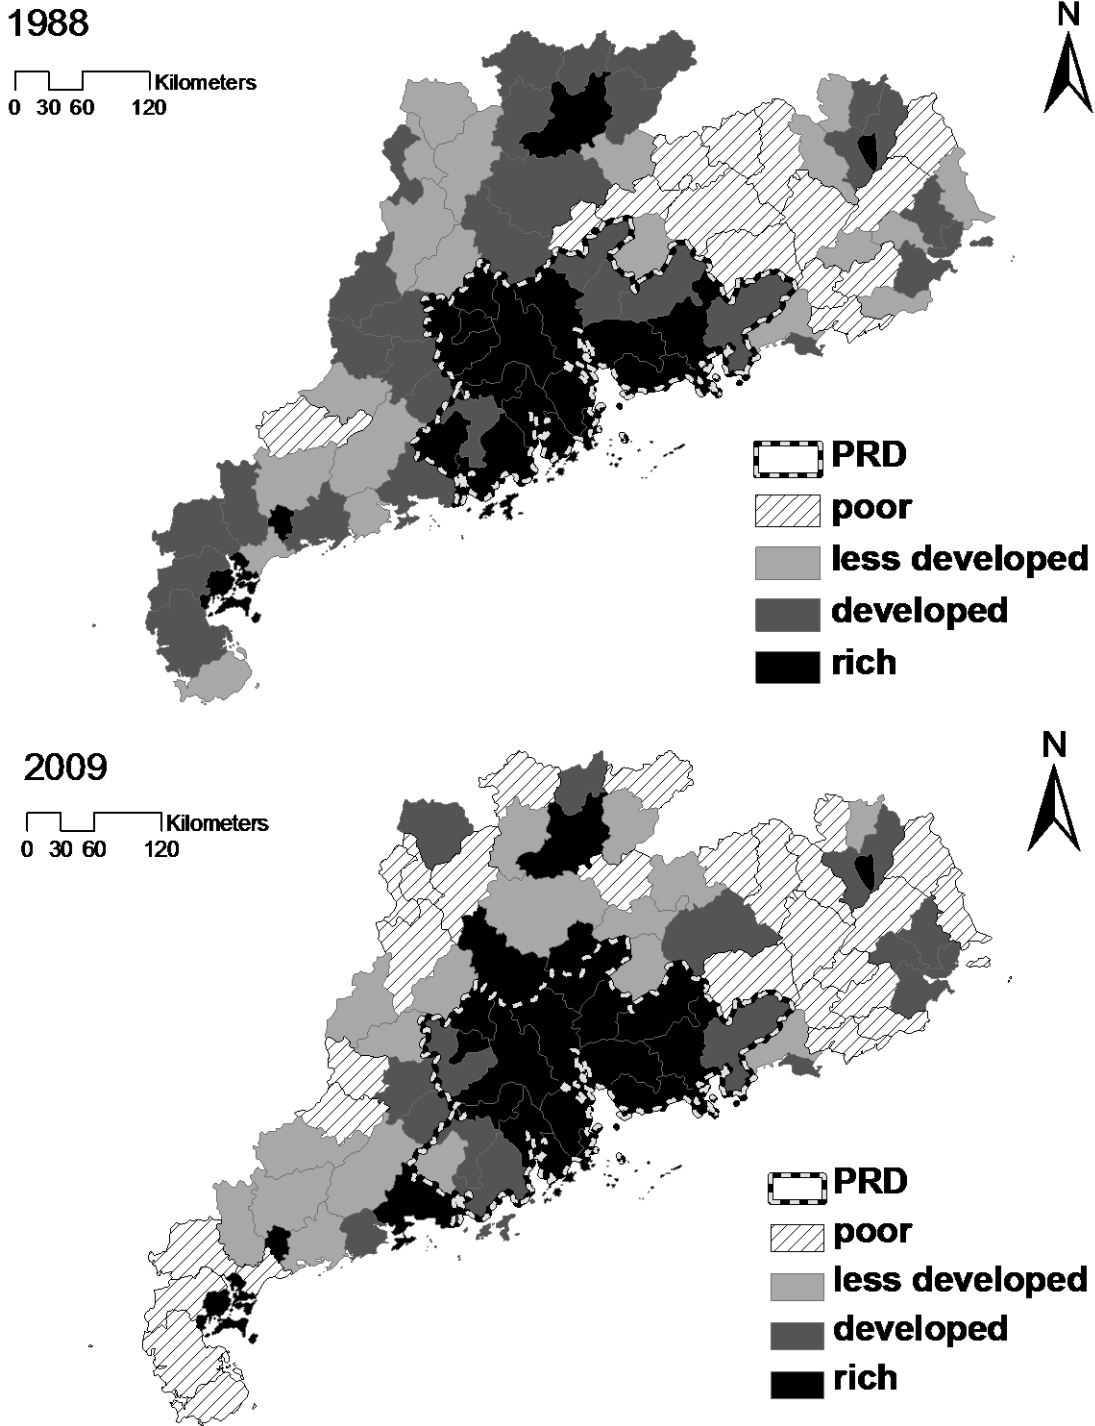 1988
N
Kilometers
0 30 60 120
PRD
poor
less developed
developed
rich
2009
N
Kilometers
0 30 60 120
PRD
poor
less developed
developed
rich